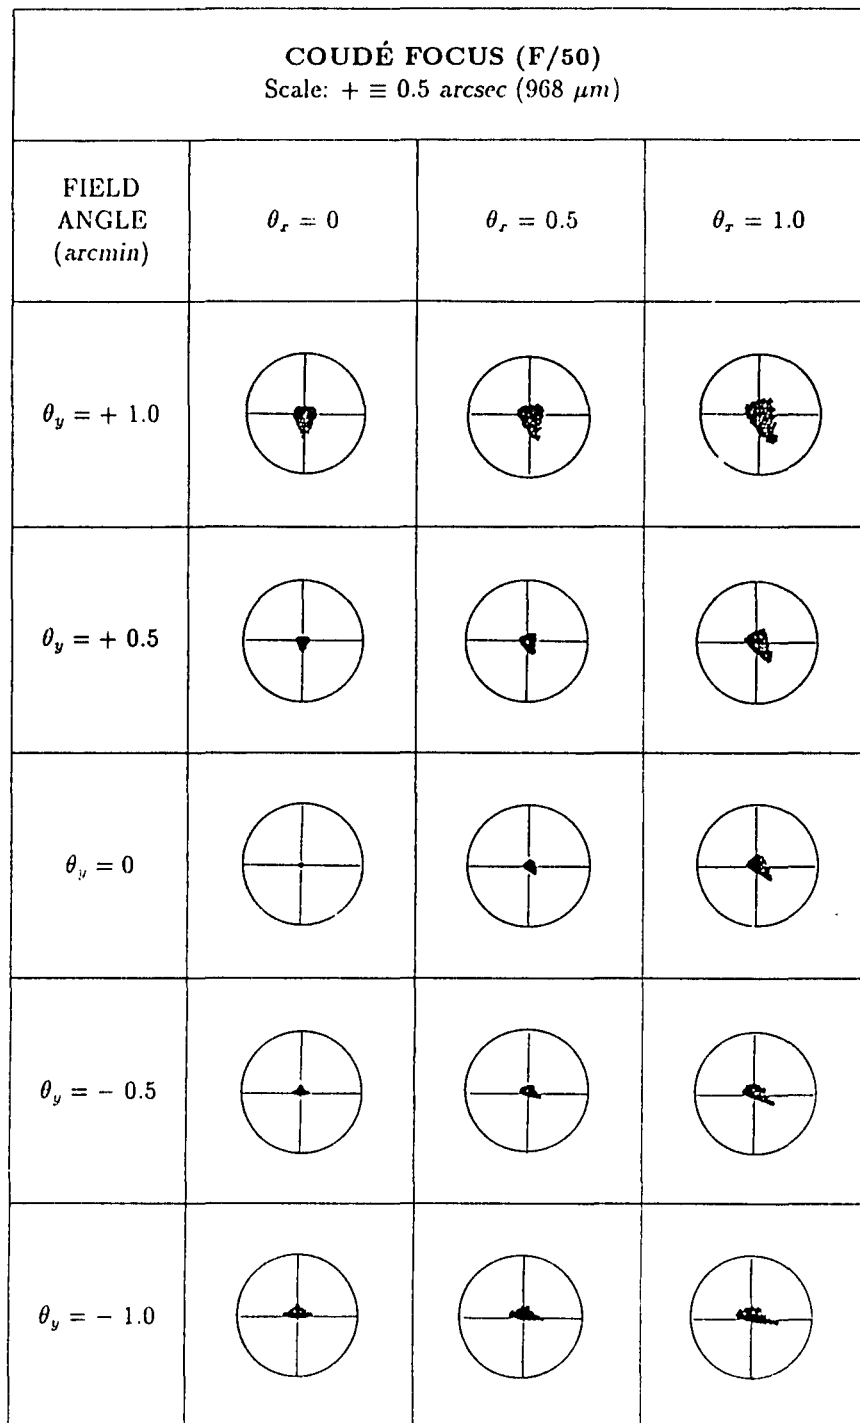 COUDÉ FOCUS (F/50)
Scale: + ≡ 0.5 arcsec (968 μm)
FIELD
ANGLE
(arcmin)
θx = 0
θx = 0.5
θx = 1.0
θy = + 1.0
θy = + 0.5
θy = 0
θy = − 0.5
θy = − 1.0